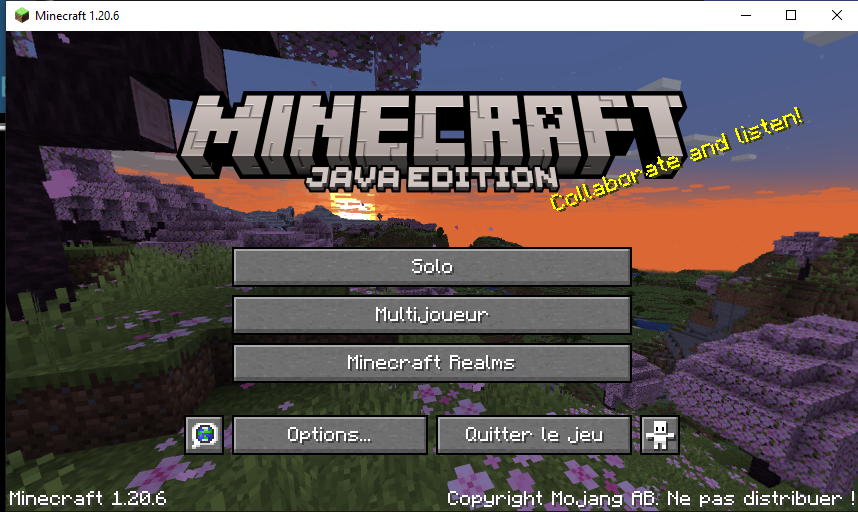 Minecraft 1.20.6
MINECRAFT
JAVA EDITION
Collaborate and listen!
Solo
Multijoueur
Minecraft Realms
Options...
Quitter le jeu
Minecraft 1.20.6
Copyright Mojang AB. Ne pas distribuer !